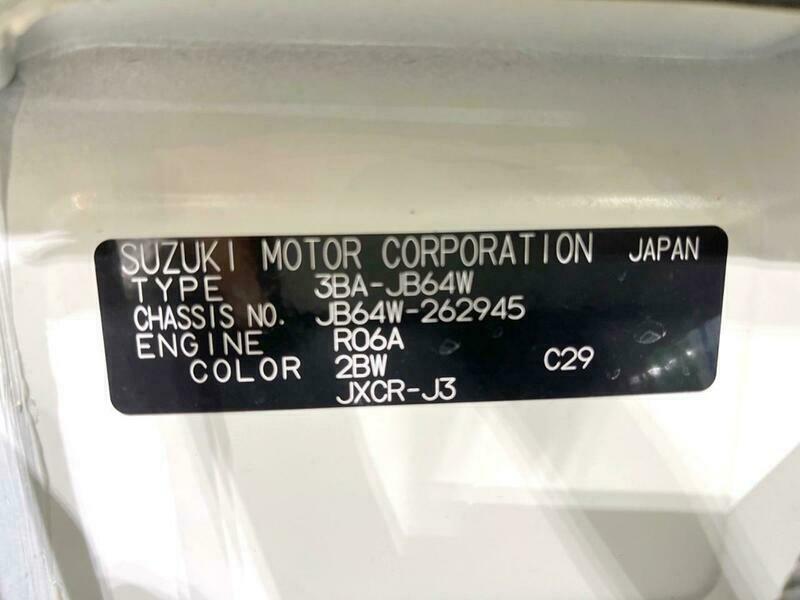 SUZUKI MOTOR CORPORATION JAPAN
TYPE 3BA-JB64W
CHASSIS NO. JB64W-262945
ENGINE R06A
COLOR 2BW C29
JXCR-J3